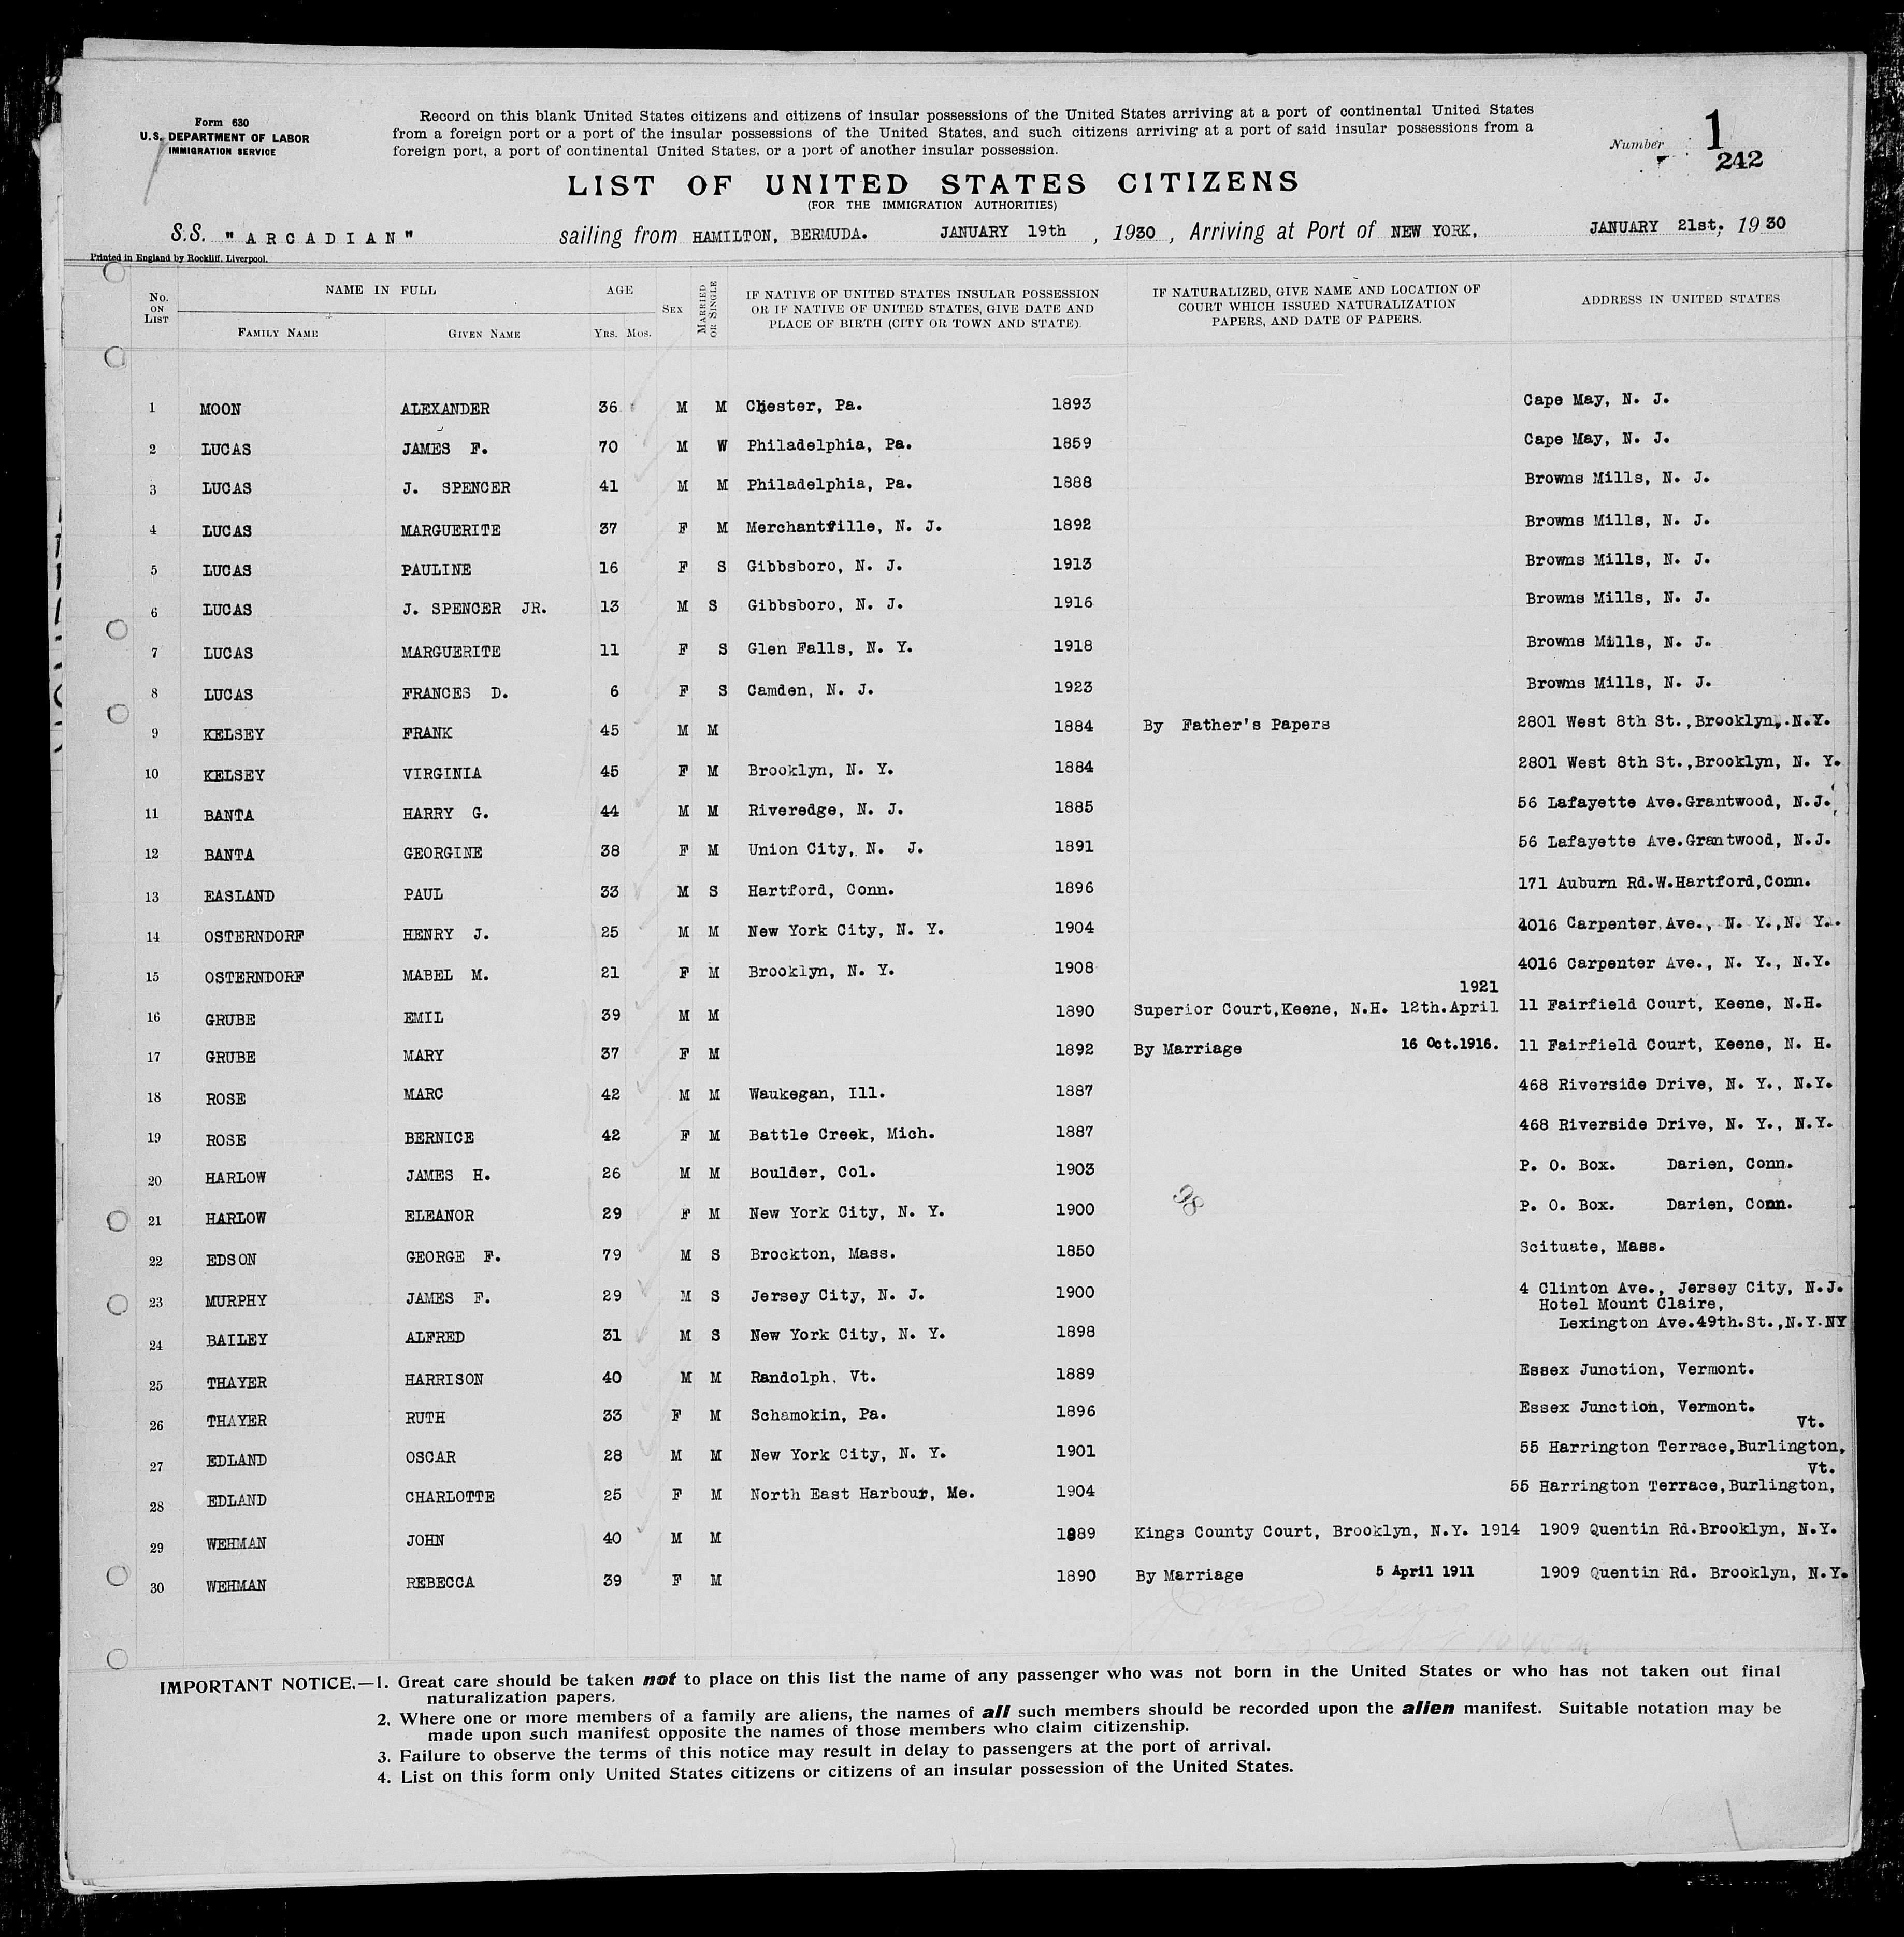 Form 630
U.S. DEPARTMENT OF LABOR
IMMIGRATION SERVICE
Record on this blank United States citizens and citizens of insular possessions of the United States arriving at a port of continental United States
from a foreign port or a port of the insular possessions of the United States, and such citizens arriving at a port of said insular possessions from a
foreign port, a port of continental United States, or a port of another insular possession.
Number 1
242
LIST OF UNITED STATES CITIZENS
(FOR THE IMMIGRATION AUTHORITIES)
S.S. "ARCADIAN" sailing from HAMILTON, BERMUDA. JANUARY 19th, 1930, Arriving at Port of NEW YORK, JANUARY 21st, 1930
Printed in England by Rockliff, Liverpool.
No. ON LIST NAME IN FULL AGE SEX MARRIED OR SINGLE IF NATIVE OF UNITED STATES INSULAR POSSESSION OR IF NATIVE OF UNITED STATES, GIVE DATE AND PLACE OF BIRTH (CITY OR TOWN AND STATE). IF NATURALIZED, GIVE NAME AND LOCATION OF COURT WHICH ISSUED NATURALIZATION PAPERS, AND DATE OF PAPERS. ADDRESS IN UNITED STATES
FAMILY NAME GIVEN NAME YRS. MOS.
1 MOON ALEXANDER 36 M M Chester, Pa. 1893 Cape May, N. J.
2 LUCAS JAMES F. 70 M W Philadelphia, Pa. 1859 Cape May, N. J.
3 LUCAS J. SPENCER 41 M M Philadelphia, Pa. 1888 Browns Mills, N. J.
4 LUCAS MARGUERITE 37 F M Merchantville, N. J. 1892 Browns Mills, N. J.
5 LUCAS PAULINE 16 F S Gibbsboro, N. J. 1913 Browns Mills, N. J.
6 LUCAS J. SPENCER JR. 13 M S Gibbsboro, N. J. 1916 Browns Mills, N. J.
7 LUCAS MARGUERITE 11 F S Glen Falls, N. Y. 1918 Browns Mills, N. J.
8 LUCAS FRANCES D. 6 F S Camden, N. J. 1923 Browns Mills, N. J.
9 KELSEY FRANK 45 M M 1884 By Father's Papers 2801 West 8th St.,Brooklyn,.N.Y.
10 KELSEY VIRGINIA 45 F M Brooklyn, N. Y. 1884 2801 West 8th St.,Brooklyn, N. Y.
11 BANTA HARRY G. 44 M M Riveredge, N. J. 1885 56 Lafayette Ave.Grantwood, N.J.
12 BANTA GEORGINE 38 F M Union City, N. J. 1891 56 Lafayette Ave.Grantwood, N.J.
13 EASLAND PAUL 33 M S Hartford, Conn. 1896 171 Auburn Rd.W.Hartford,Conn.
14 OSTERNDORF HENRY J. 25 M M New York City, N. Y. 1904 4016 Carpenter Ave., N. Y.,N. Y.
15 OSTERNDORF MABEL M. 21 F M Brooklyn, N. Y. 1908 4016 Carpenter Ave., N. Y., N.Y.
1921
16 GRUBE EMIL 39 M M 1890 Superior Court,Keene, N.H. 12th.April 11 Fairfield Court, Keene, N.H.
17 GRUBE MARY 37 F M 1892 By Marriage 16 Oct.1916. 11 Fairfield Court, Keene, N. H.
18 ROSE MARC 42 M M Waukegan, Ill. 1887 468 Riverside Drive, N. Y., N.Y.
19 ROSE BERNICE 42 F M Battle Creek, Mich. 1887 468 Riverside Drive, N. Y., N.Y.
20 HARLOW JAMES H. 26 M M Boulder, Col. 1903 P. O. Box. Darien, Conn.
21 HARLOW ELEANOR 29 F M New York City, N. Y. 1900 P. O. Box. Darien, Conn.
22 EDSON GEORGE F. 79 M S Brockton, Mass. 1850 Scituate, Mass.
23 MURPHY JAMES F. 29 M S Jersey City, N. J. 1900 4 Clinton Ave., Jersey City, N.J.
Hotel Mount Claire,
24 BAILEY ALFRED 31 M S New York City, N. Y. 1898 Lexington Ave.49th.St.,N.Y.NY
25 THAYER HARRISON 40 M M Randolph, Vt. 1889 Essex Junction, Vermont.
26 THAYER RUTH 33 F M Schamokin, Pa. 1896 Essex Junction, Vermont.
Vt.
27 EDLAND OSCAR 28 M M New York City, N. Y. 1901 55 Harrington Terrace,Burlington,
Vt.
28 EDLAND CHARLOTTE 25 F M North East Harbour, Me. 1904 55 Harrington Terrace,Burlington,
29 WEHMAN JOHN 40 M M 1889 Kings County Court, Brooklyn, N.Y. 1914 1909 Quentin Rd.Brooklyn, N.Y.
30 WEHMAN REBECCA 39 F M 1890 By Marriage 5 April 1911 1909 Quentin Rd. Brooklyn, N.Y.
IMPORTANT NOTICE.—1. Great care should be taken not to place on this list the name of any passenger who was not born in the United States or who has not taken out final
naturalization papers.
2. Where one or more members of a family are aliens, the names of all such members should be recorded upon the alien manifest. Suitable notation may be
made upon such manifest opposite the names of those members who claim citizenship.
3. Failure to observe the terms of this notice may result in delay to passengers at the port of arrival.
4. List on this form only United States citizens or citizens of an insular possession of the United States.